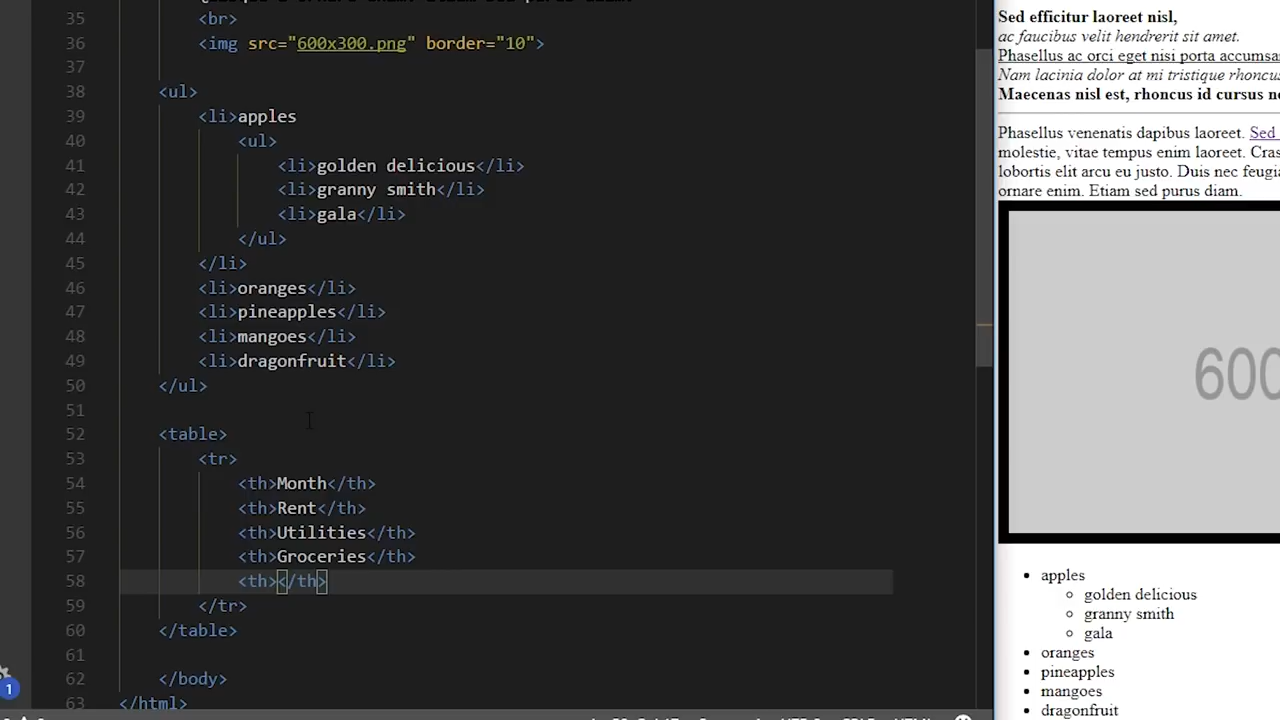 35 <br>
36 <img src="600x300.png" border="10">
37
38 <ul>
39 <li>apples
40 <ul>
41 <li>golden delicious</li>
42 <li>granny smith</li>
43 <li>gala</li>
44 </ul>
45 </li>
46 <li>oranges</li>
47 <li>pineapples</li>
48 <li>mangoes</li>
49 <li>dragonfruit</li>
50 </ul>
51
52 <table>
53 <tr>
54 <th>Month</th>
55 <th>Rent</th>
56 <th>Utilities</th>
57 <th>Groceries</th>
58 <th></th>
59 </tr>
60 </table>
61
62 </body>
63 </html>
1
Sed efficitur laoreet nisl,
ac faucibus velit hendrerit sit amet.
Phasellus ac orci eget nisi porta accumsa
Nam lacinia dolor at mi tristique rhoncus
Maecenas nisl est, rhoncus id cursus ne
Phasellus venenatis dapibus laoreet. Sed
molestie, vitae tempus enim laoreet. Cras
lobortis elit arcu eu justo. Duis nec feugia
ornare enim. Etiam sed purus diam.
600
apples
golden delicious
granny smith
gala
oranges
pineapples
mangoes
dragonfruit